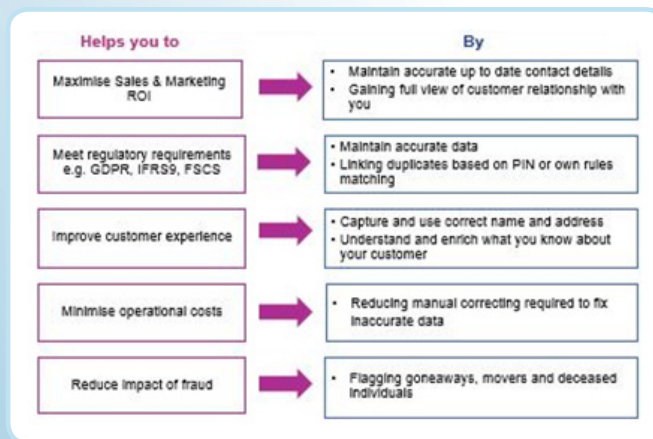 Helps you to
By
Maximise Sales & Marketing
ROI
• Maintain accurate up to date contact details
• Gaining full view of customer relationship with
you
Meet regulatory requirements
e.g. GDPR, IFRS9, FSCS
• Maintain accurate data
• Linking duplicates based on PIN or own rules
matching
Improve customer experience
• Capture and use correct name and address
• Understand and enrich what you know about
your customer
Minimise operational costs
• Reducing manual correcting required to fix
inaccurate data
Reduce impact of fraud
• Flagging goneaways, movers and deceased
individuals